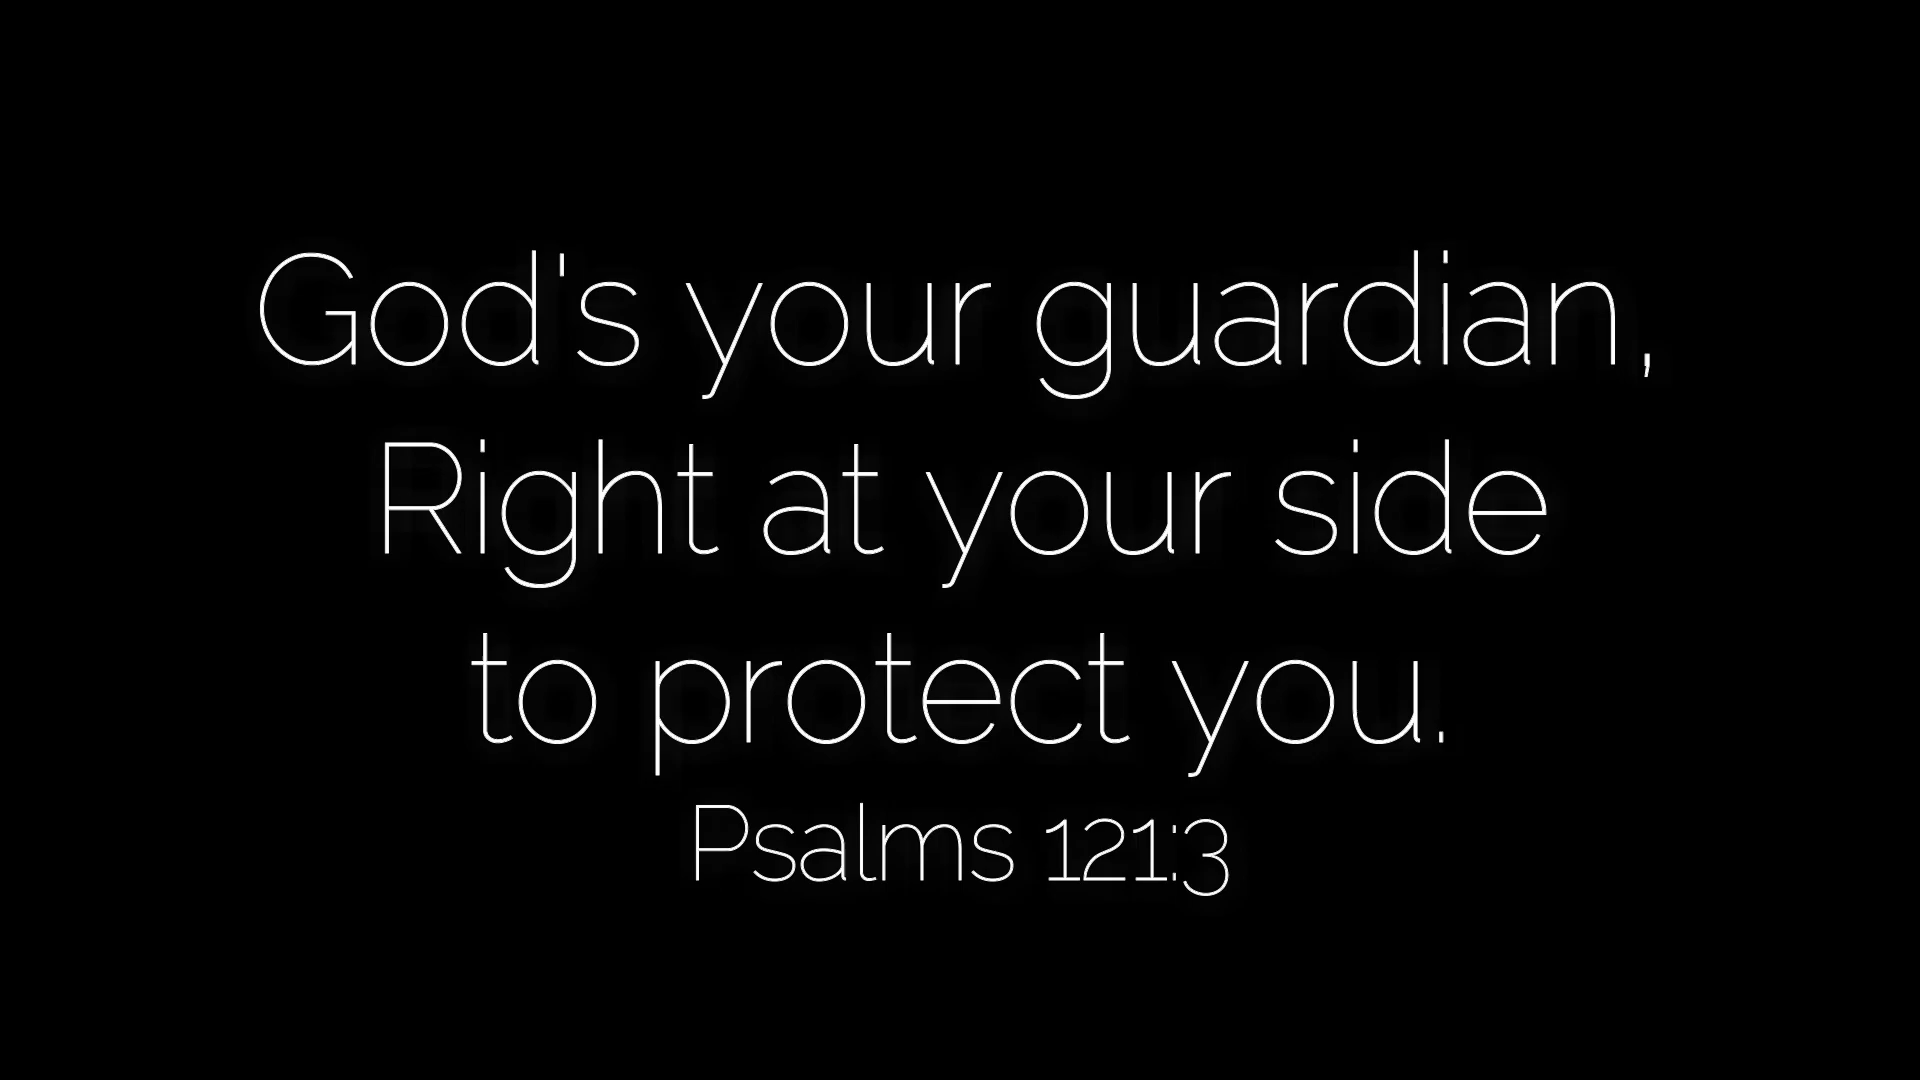 God's your guardian,
Right at your side
to protect you.
Psalms 121:3